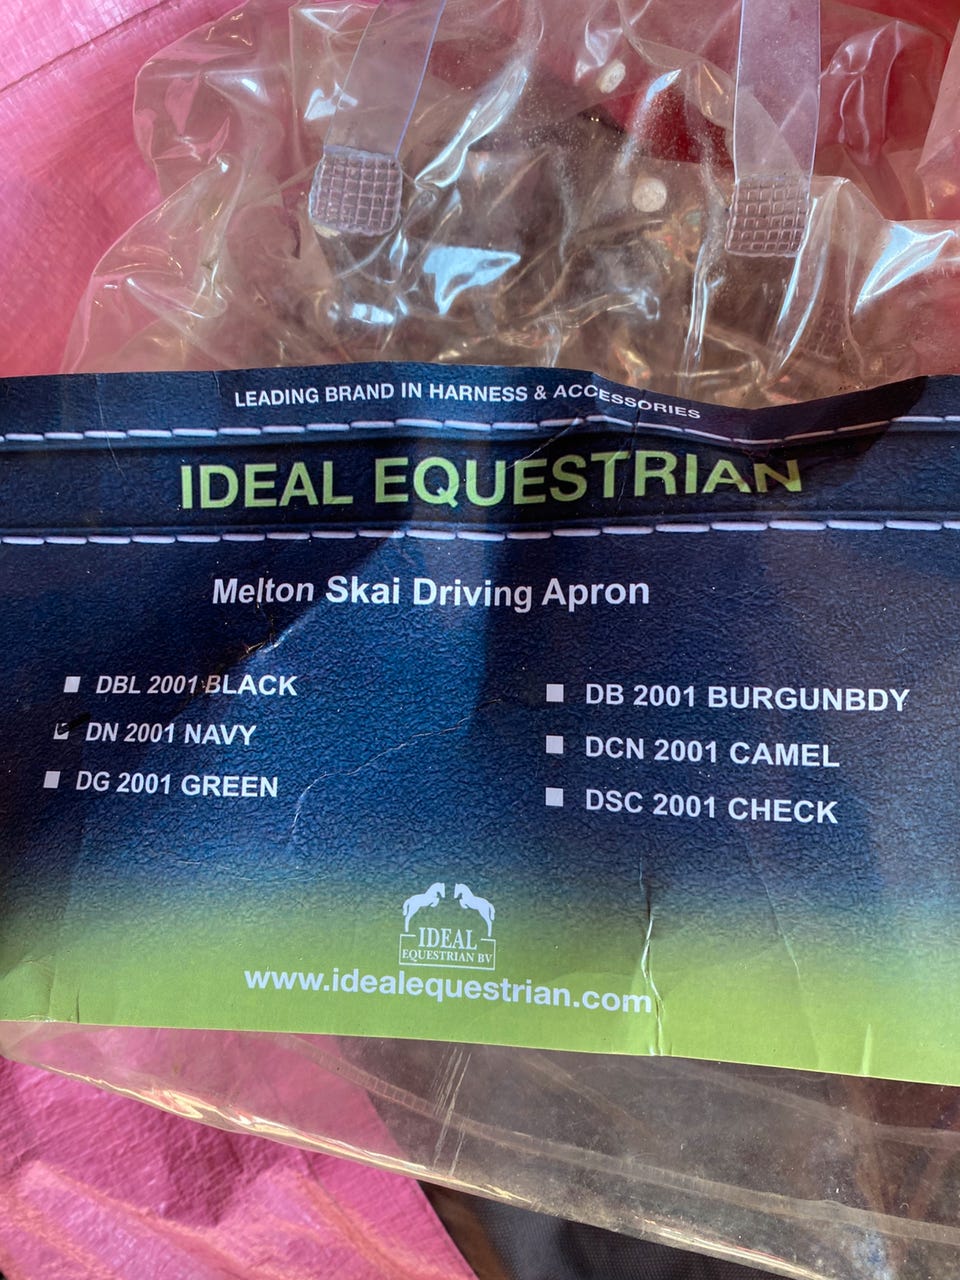 LEADING BRAND IN HARNESS & ACCESSORIES
IDEAL EQUESTRIAN
Melton Skai Driving Apron
DBL 2001 BLACK
DN 2001 NAVY
DG 2001 GREEN
DB 2001 BURGUNBDY
DCN 2001 CAMEL
DSC 2001 CHECK
IDEAL
EQUESTRIAN BV
www.idealequestrian.com